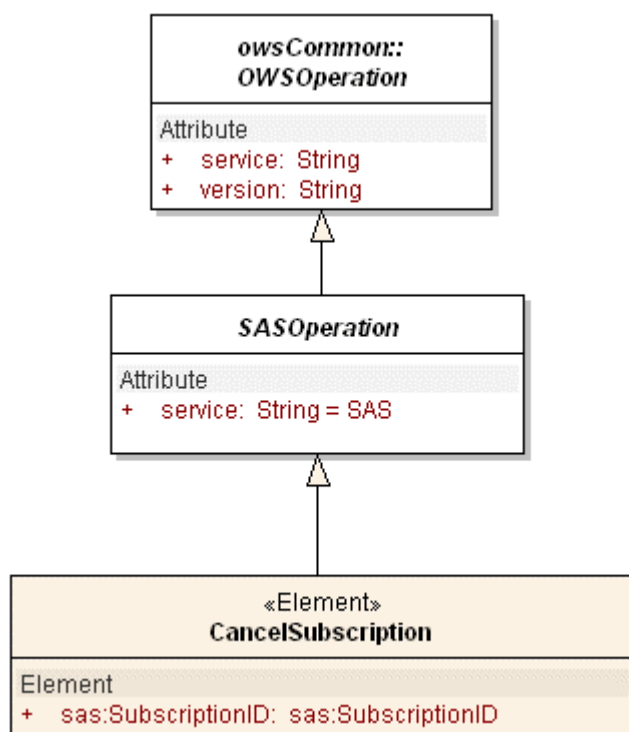 owsCommon::
OWSOperation
Attribute
+ service: String
+ version: String
SASOperation
Attribute
+ service: String = SAS
«Element»
CancelSubscription
Element
+ sas:SubscriptionID: sas:SubscriptionID